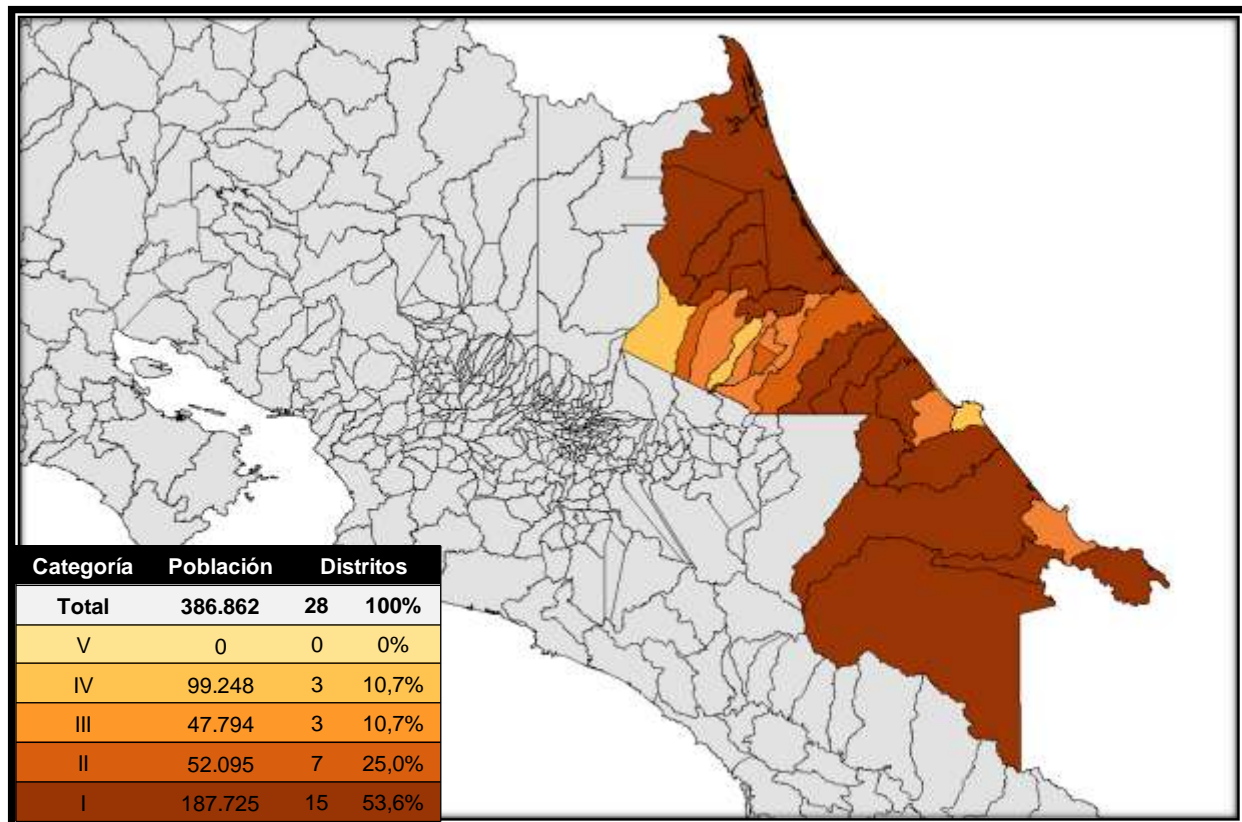 Categoría Población Distritos
Total 386.862 28 100%
V 0 0 0%
IV 99.248 3 10,7%
III 47.794 3 10,7%
II 52.095 7 25,0%
I 187.725 15 53,6%